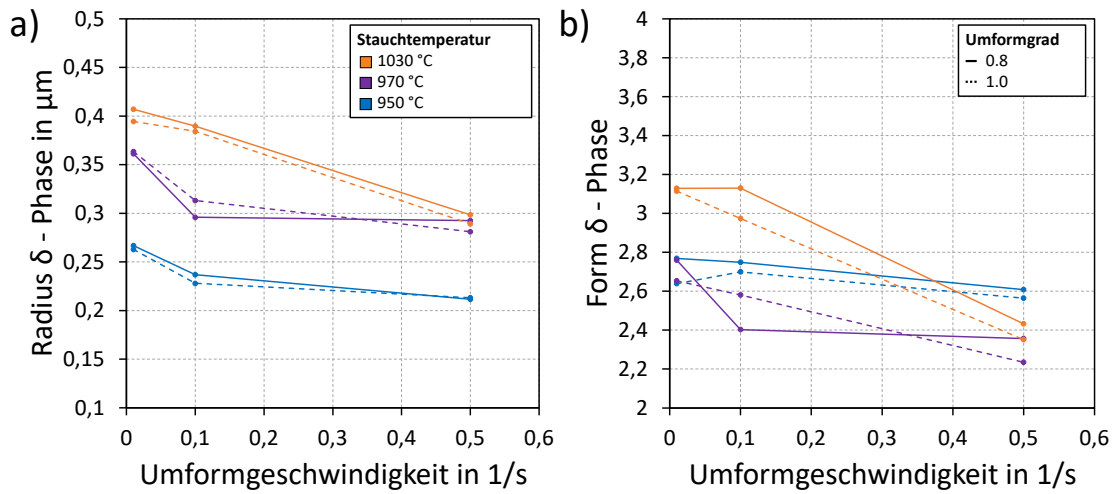 a)
0,5
0,45
0,4
0,35
0,3
0,25
0,2
0,15
0,1
Radius δ - Phase in µm
Stauchtemperatur
1030 °C
970 °C
950 °C
0 0,1 0,2 0,3 0,4 0,5 0,6
Umformgeschwindigkeit in 1/s
b)
4
3,8
3,6
3,4
3,2
3
2,8
2,6
2,4
2,2
2
Form δ - Phase
Umformgrad
0.8
1.0
0 0,1 0,2 0,3 0,4 0,5 0,6
Umformgeschwindigkeit in 1/s